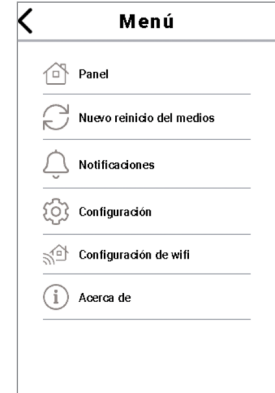 Menú
Panel
Nuevo reinicio del medios
Notificaciones
Configuración
Configuración de wifi
Acerca de